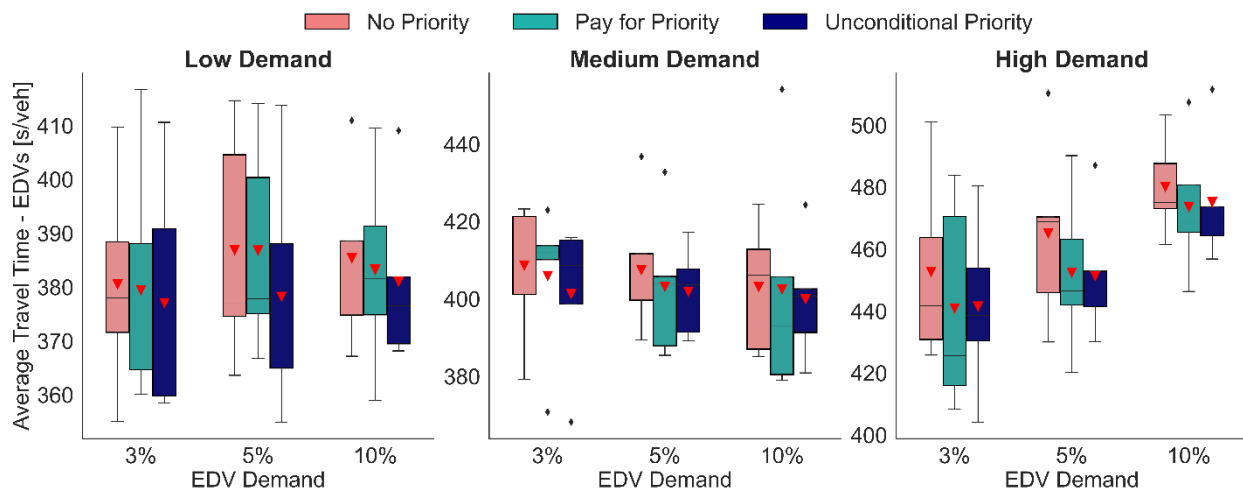 No Priority Pay for Priority Unconditional Priority
Low Demand Medium Demand High Demand
Average Travel Time - EDVs [s/veh]
410
400
390
380
370
360
440
420
400
380
500
480
460
440
420
400
3% 5% 10%
3% 5% 10%
3% 5% 10%
EDV Demand EDV Demand EDV Demand